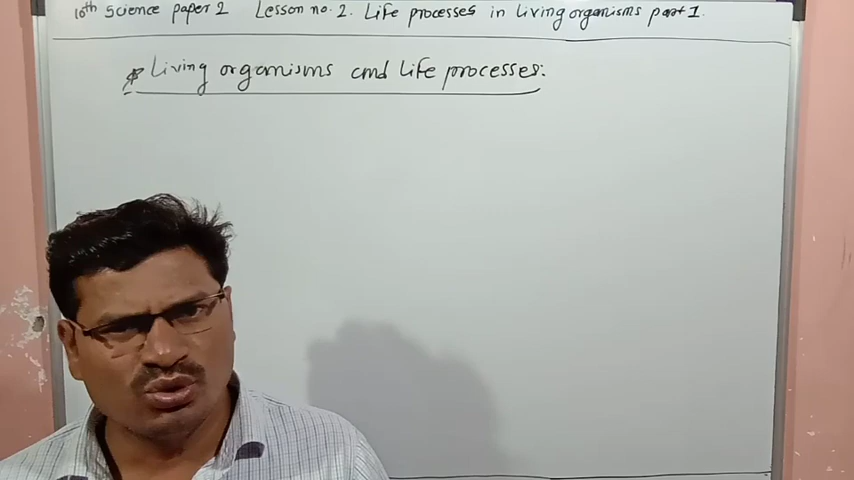 10th Science paper 2 Lesson no. 2. Life processes in living organisms part 1.
* Living organisms and Life processes: